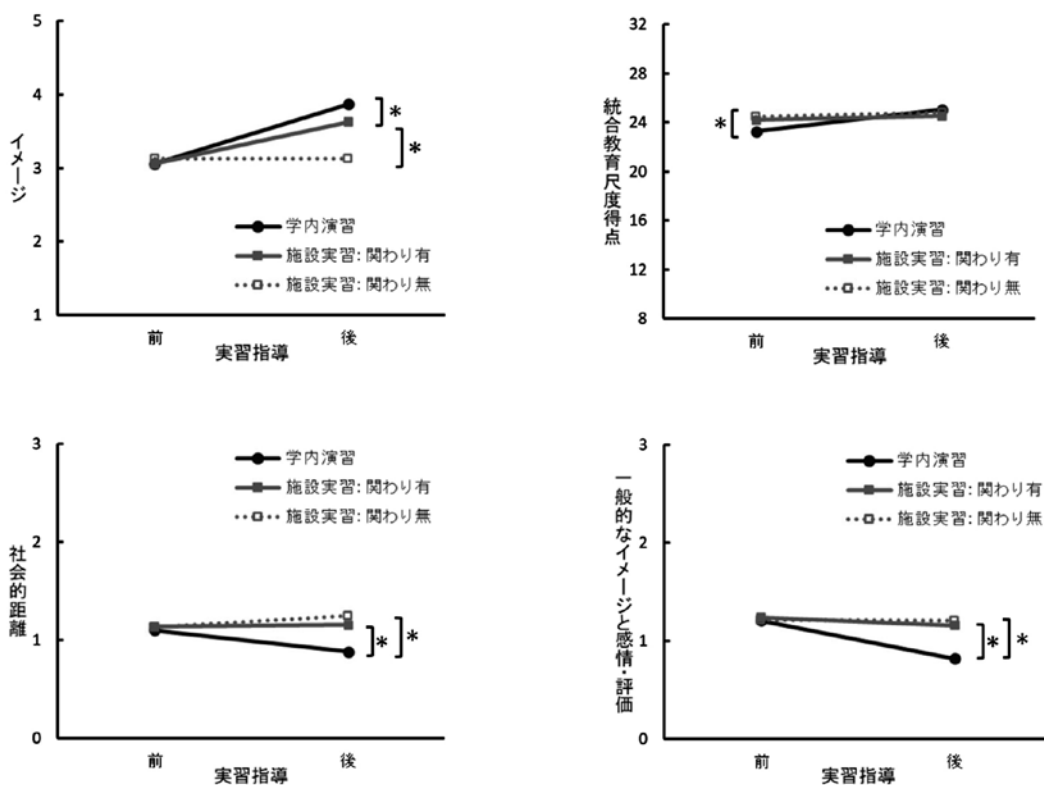 5
4
3
2
1
イメージ
*
*
学内演習
施設実習: 関わり有
施設実習: 関わり無
前
後
実習指導
32
28
24
20
16
12
8
統合教育尺度得点
*
学内演習
施設実習: 関わり有
施設実習: 関わり無
前
後
実習指導
3
2
1
0
社会的距離
学内演習
施設実習: 関わり有
施設実習: 関わり無
*
*
前
後
実習指導
3
2
1
0
一般的なイメージと感情・評価
学内演習
施設実習: 関わり有
施設実習: 関わり無
*
*
前
後
実習指導